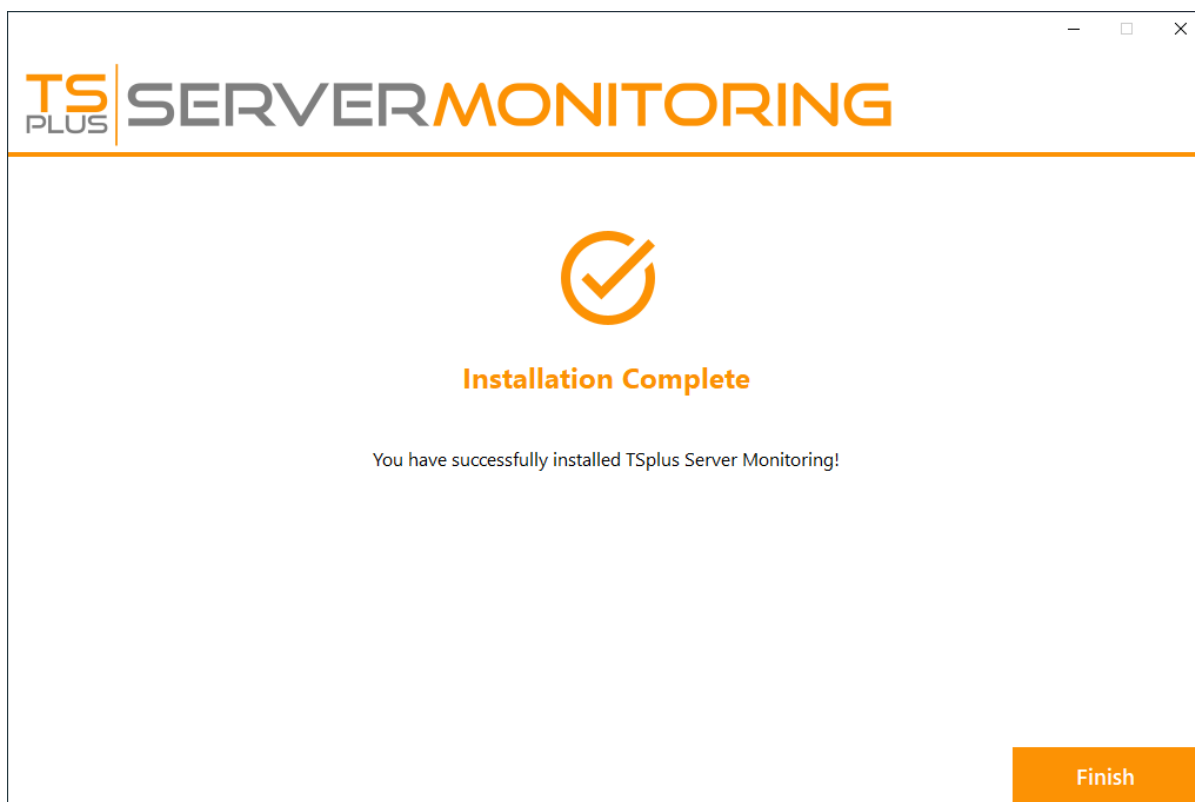 TS PLUS SERVERMONITORING
Installation Complete
You have successfully installed TSplus Server Monitoring!
Finish